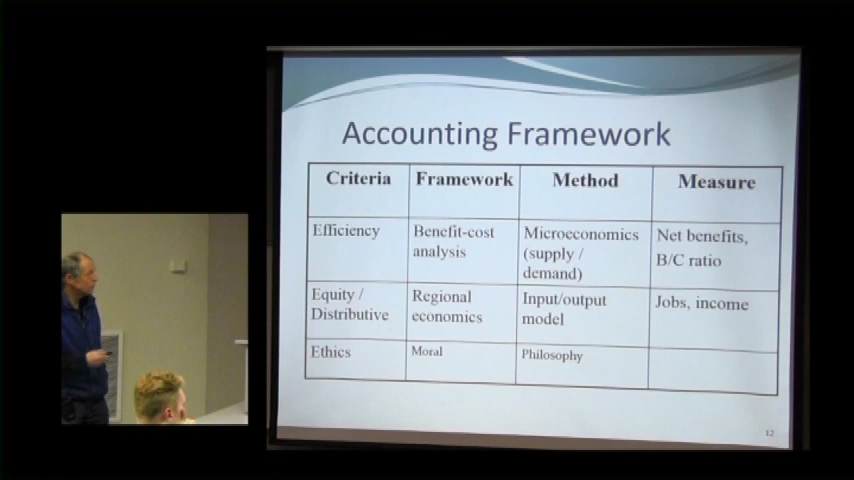 Accounting Framework
Criteria Framework Method Measure
Efficiency
Benefit-cost
analysis
Microeconomics
(supply /
demand)
Net benefits,
B/C ratio
Equity /
Distributive
Regional
economics
Input/output
model
Jobs, income
Ethics
Moral
Philosophy
12